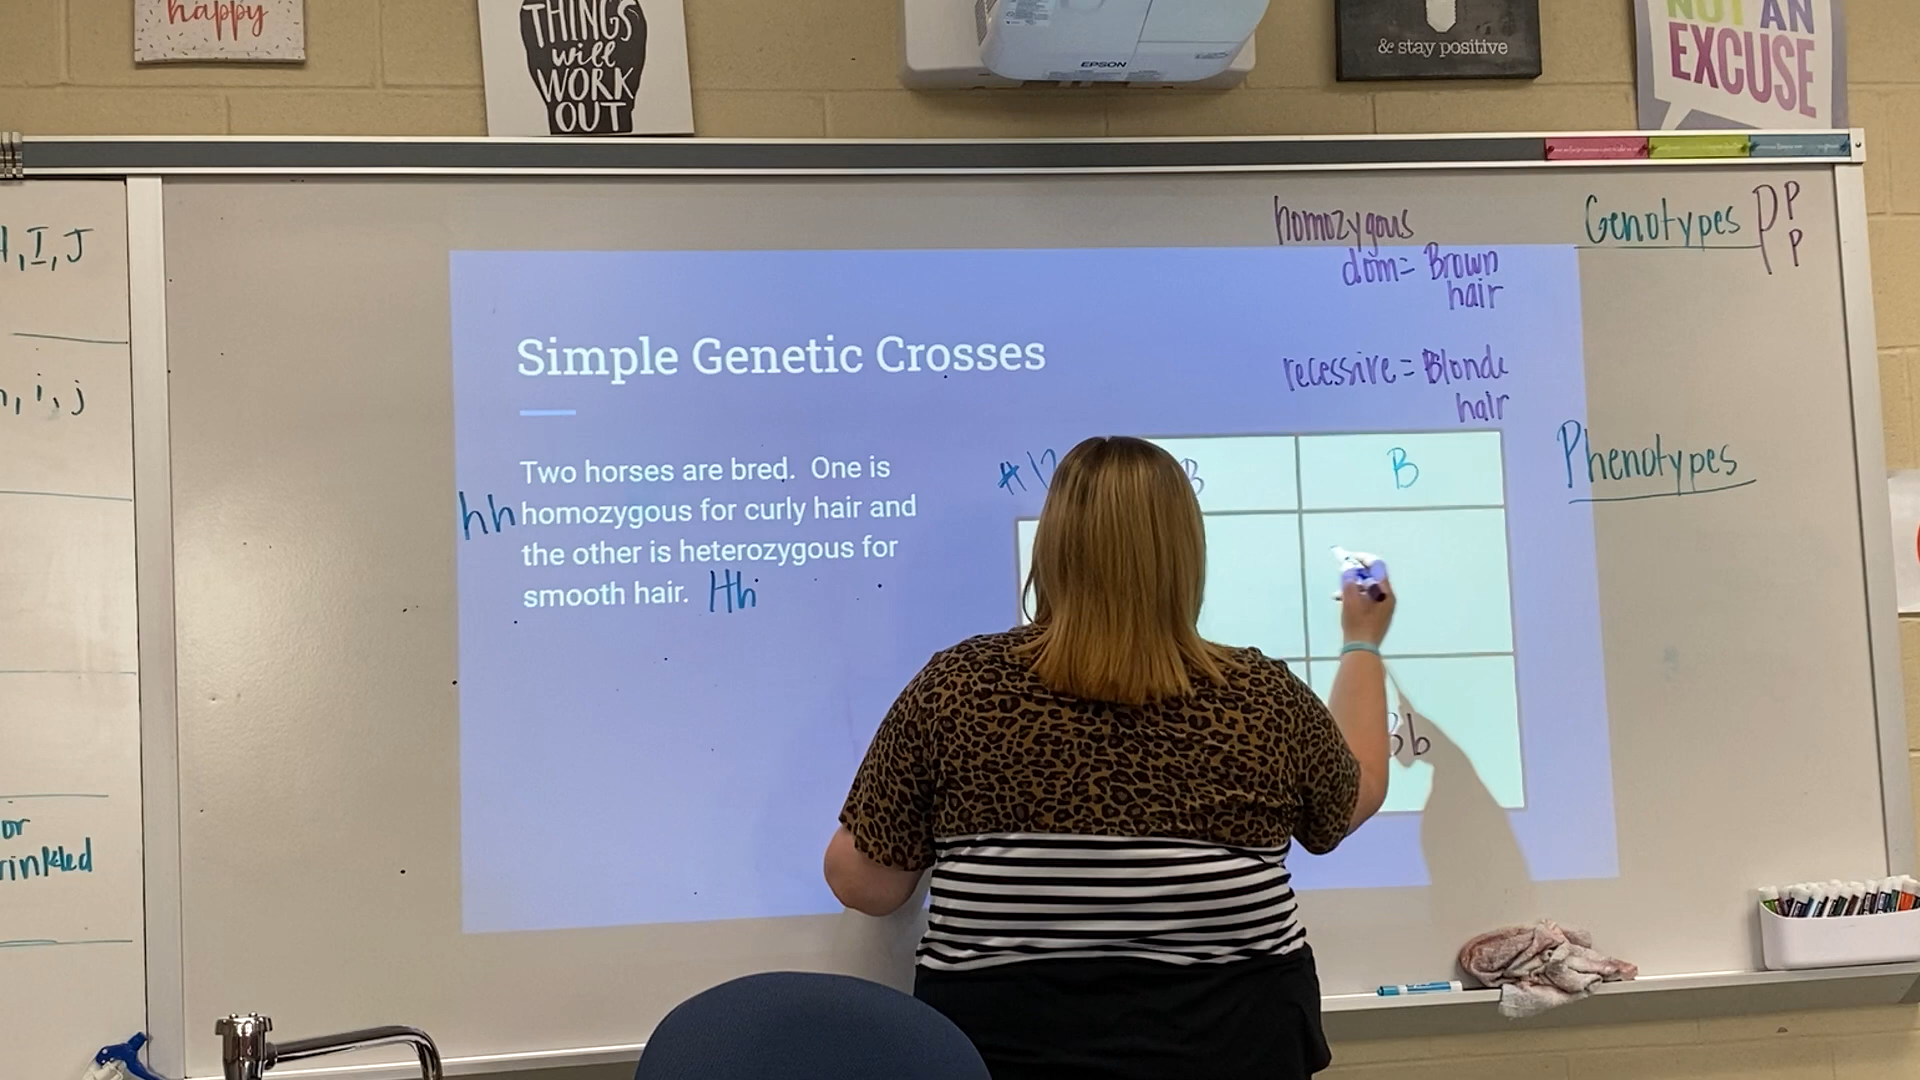 happy
THINGS
will
WORK
OUT
EPSON
& stay positive
NOT AN
EXCUSE
H, I, J
h, i, j
or
rinkled
homozygous
dom = Brown
hair
recessive = Blonde
hair
Genotypes
P
P
P
Phenotypes
Simple Genetic Crosses
Two horses are bred. One is
hh homozygous for curly hair and
the other is heterozygous for
smooth hair. Hh
B
B
Bb